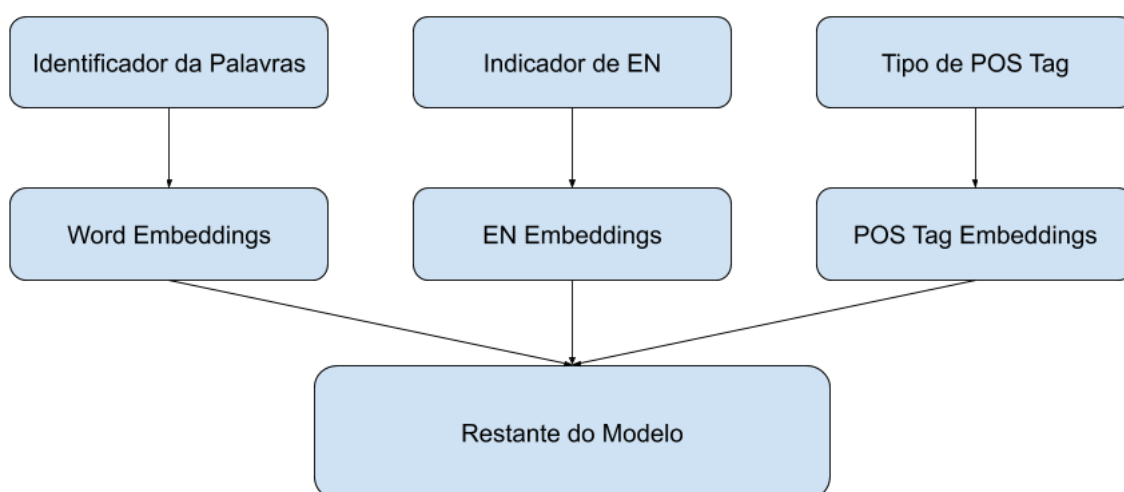 Identificador da Palavras
Indicador de EN
Tipo de POS Tag
Word Embeddings
EN Embeddings
POS Tag Embeddings
Restante do Modelo